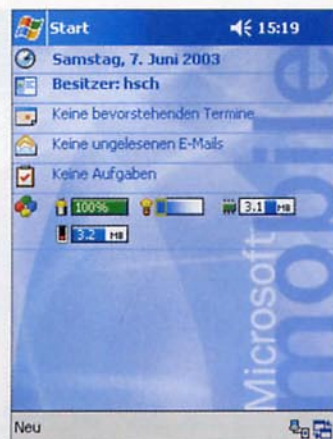 Start 15:19
Samstag, 7. Juni 2003
Besitzer: hsch
Keine bevorstehenden Termine
Keine ungelesenen E-Mails
Keine Aufgaben
100% 3.1 MB
3.2 MB
Microsoft
mobile
Neu